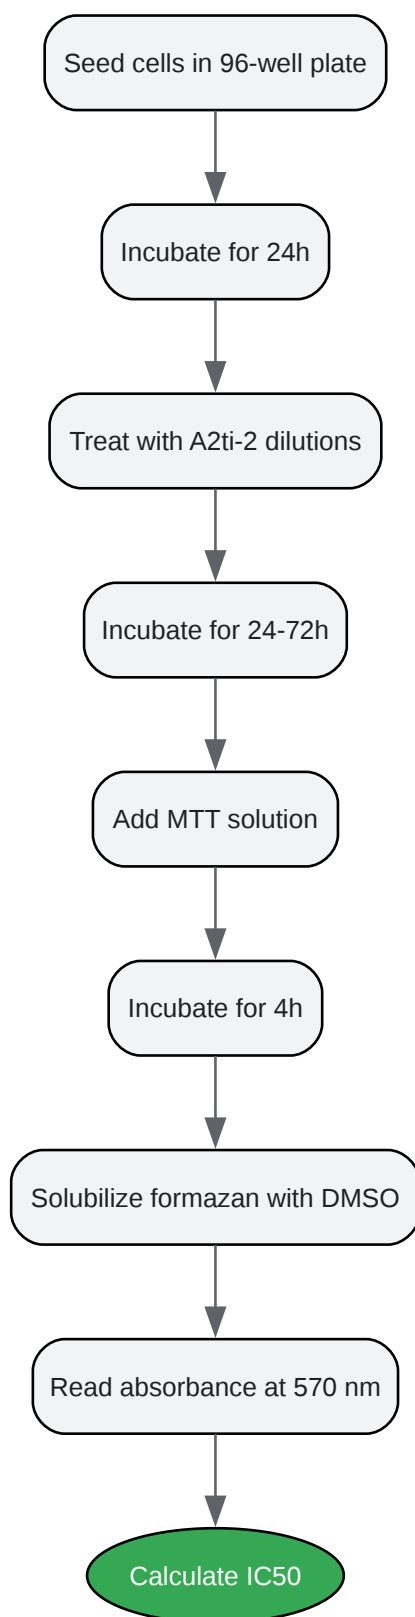 Seed cells in 96-well plate
Incubate for 24h
Treat with A2ti-2 dilutions
Incubate for 24-72h
Add MTT solution
Incubate for 4h
Solubilize formazan with DMSO
Read absorbance at 570 nm
Calculate IC50